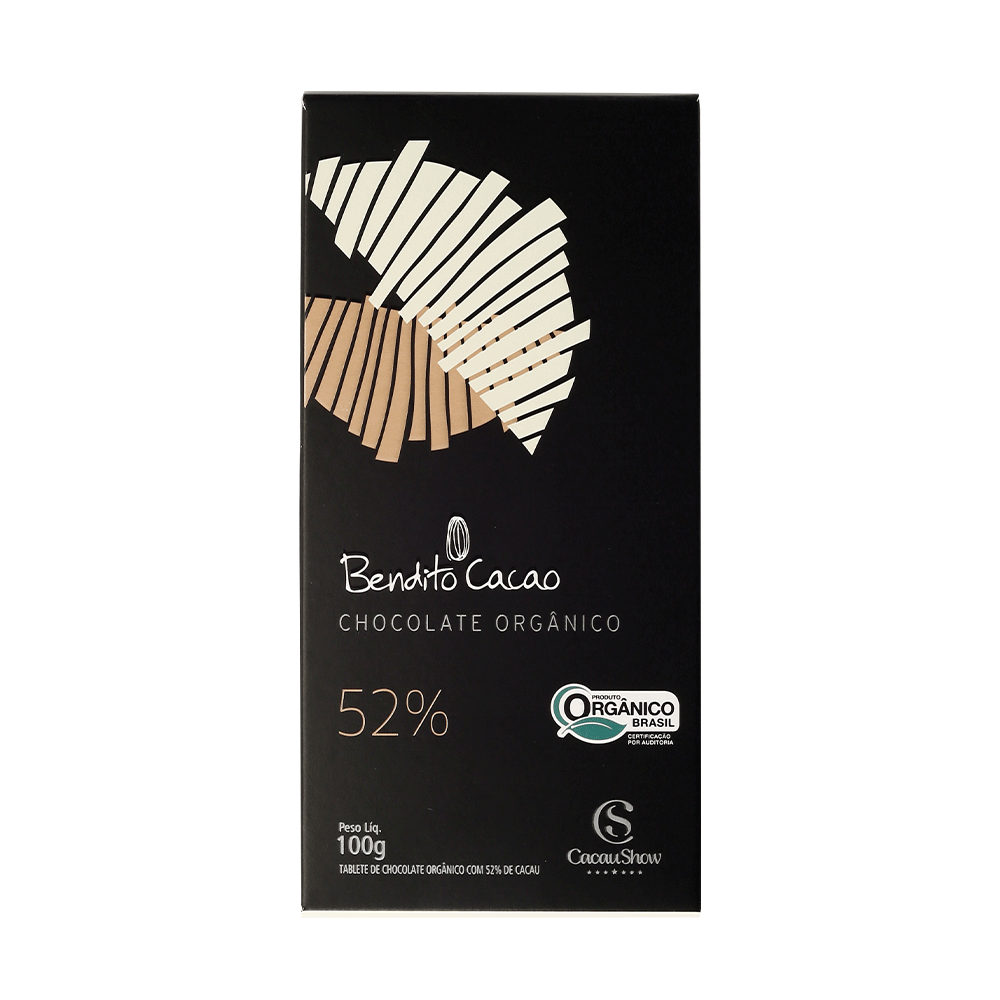 Bendito Cacao
CHOCOLATE ORGÂNICO
52%
PRODUTO
ORGÂNICO
BRASIL
CERTIFICAÇÃO
POR AUDITORIA
Peso Líq.
100g
TABLETE DE CHOCOLATE ORGÂNICO COM 52% DE CACAU
CS
CacauShow